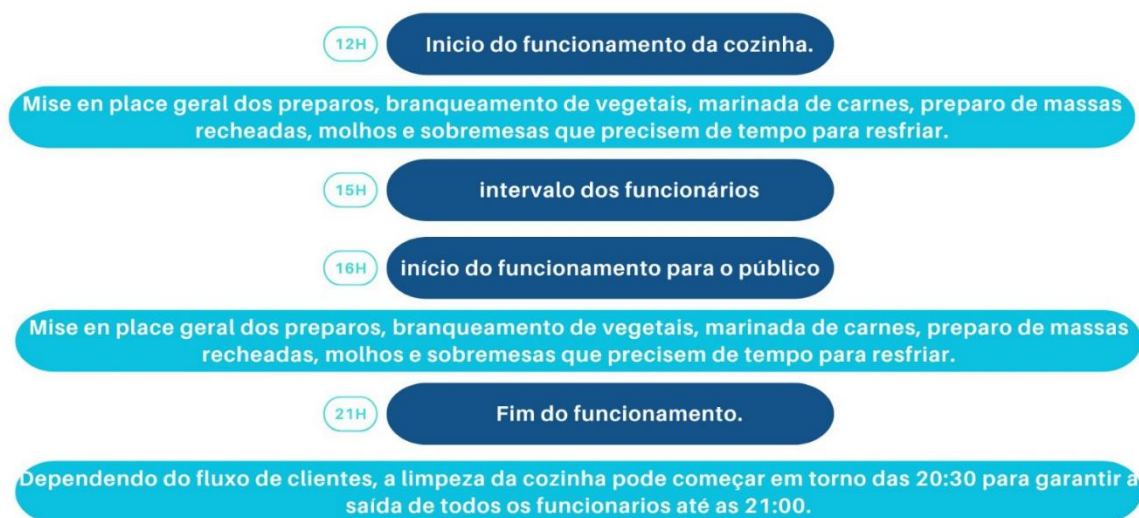 12H
Inicio do funcionamento da cozinha.
Mise en place geral dos preparos, branqueamento de vegetais, marinada de carnes, preparo de massas
recheadas, molhos e sobremesas que precisem de tempo para resfriar.
15H
intervalo dos funcionários
16H
início do funcionamento para o público
Mise en place geral dos preparos, branqueamento de vegetais, marinada de carnes, preparo de massas
recheadas, molhos e sobremesas que precisem de tempo para resfriar.
21H
Fim do funcionamento.
Dependendo do fluxo de clientes, a limpeza da cozinha pode começar em torno das 20:30 para garantir a
saída de todos os funcionarios até as 21:00.